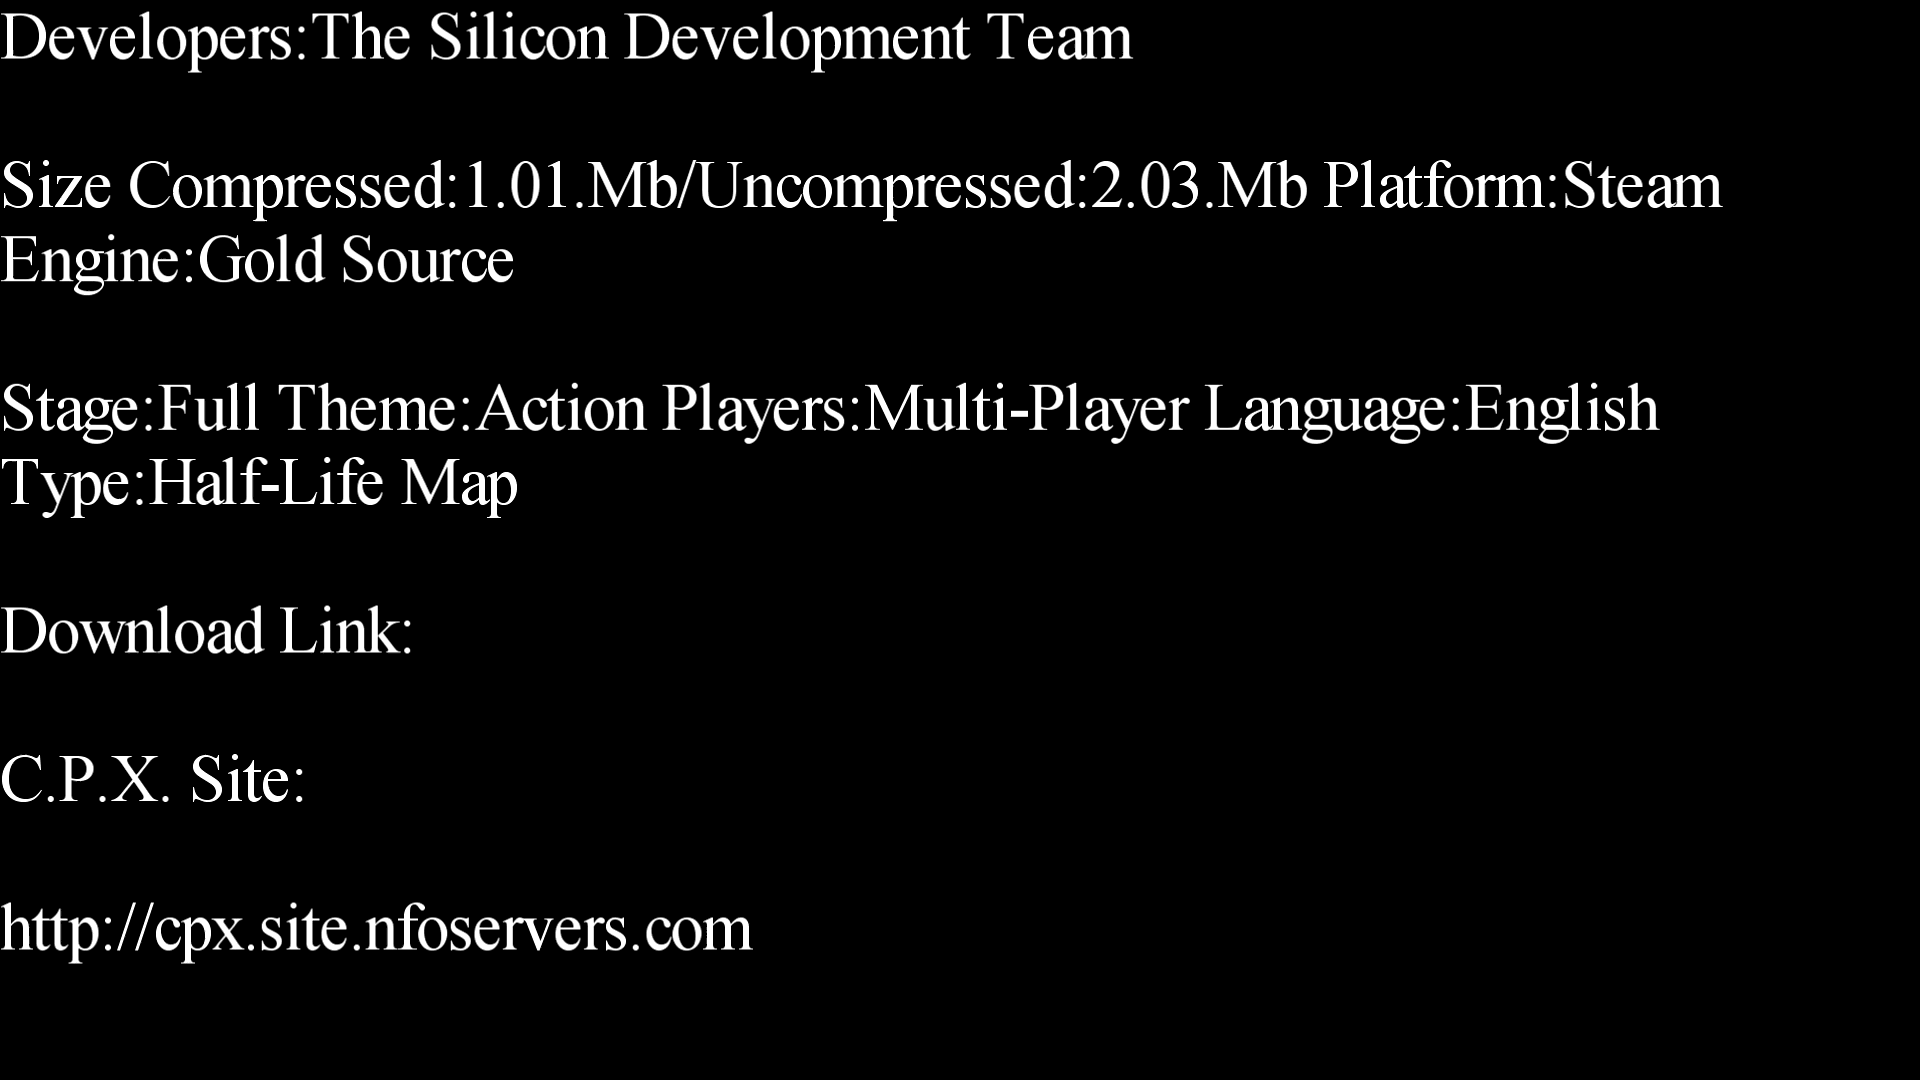 Developers:The Silicon Development Team
Size Compressed:1.01.Mb/Uncompressed:2.03.Mb Platform:Steam
Engine:Gold Source
Stage:Full Theme:Action Players:Multi-Player Language:English
Type:Half-Life Map
Download Link:
C.P.X. Site:
http://cpx.site.nfoservers.com